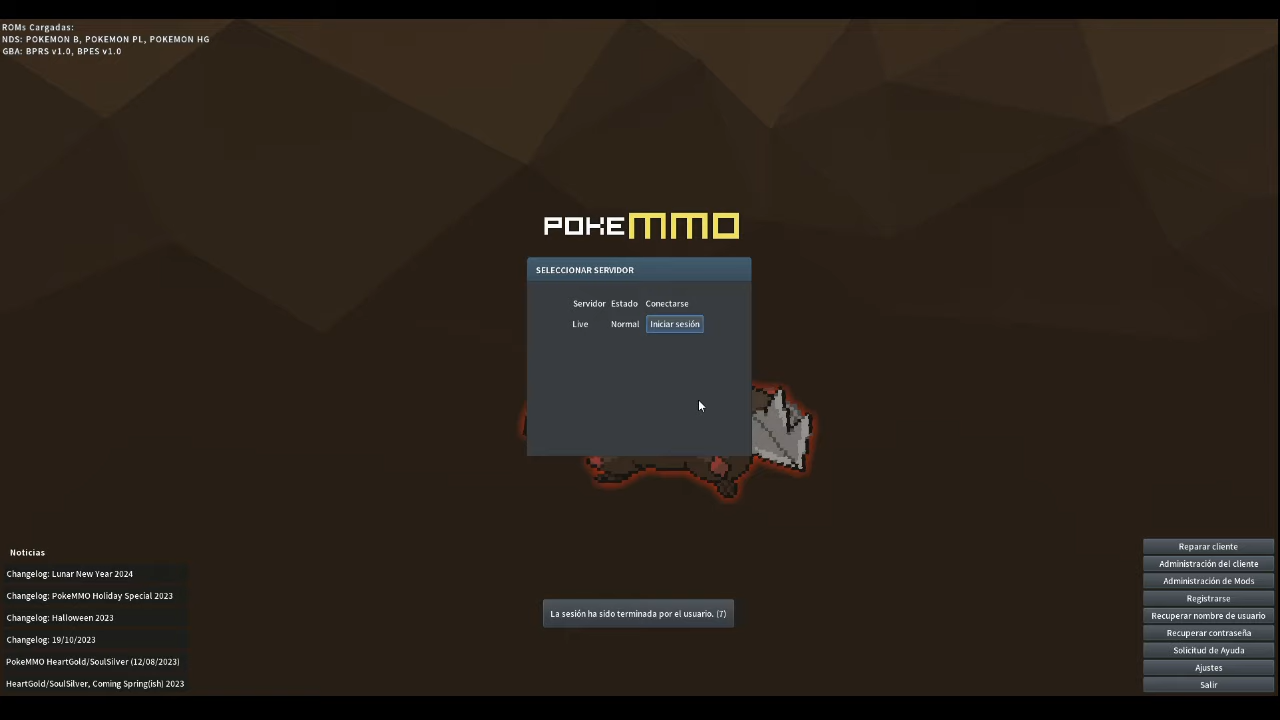 ROMs Cargadas:
NDS: POKEMON B, POKEMON PL, POKEMON HG
GBA: BPRS v1.0, BPES v1.0
POKEMMO
SELECCIONAR SERVIDOR
Servidor Estado Conectarse
Live Normal Iniciar sesión
Noticias
Changelog: Lunar New Year 2024
Changelog: PokeMMO Holiday Special 2023
Changelog: Halloween 2023
Changelog: 19/10/2023
PokeMMO HeartGold/SoulSilver (12/08/2023)
HeartGold/SoulSilver, Coming Spring(ish) 2023
La sesión ha sido terminada por el usuario. (7)
Reparar cliente
Administración del cliente
Administración de Mods
Registrarse
Recuperar nombre de usuario
Recuperar contraseña
Solicitud de Ayuda
Ajustes
Salir